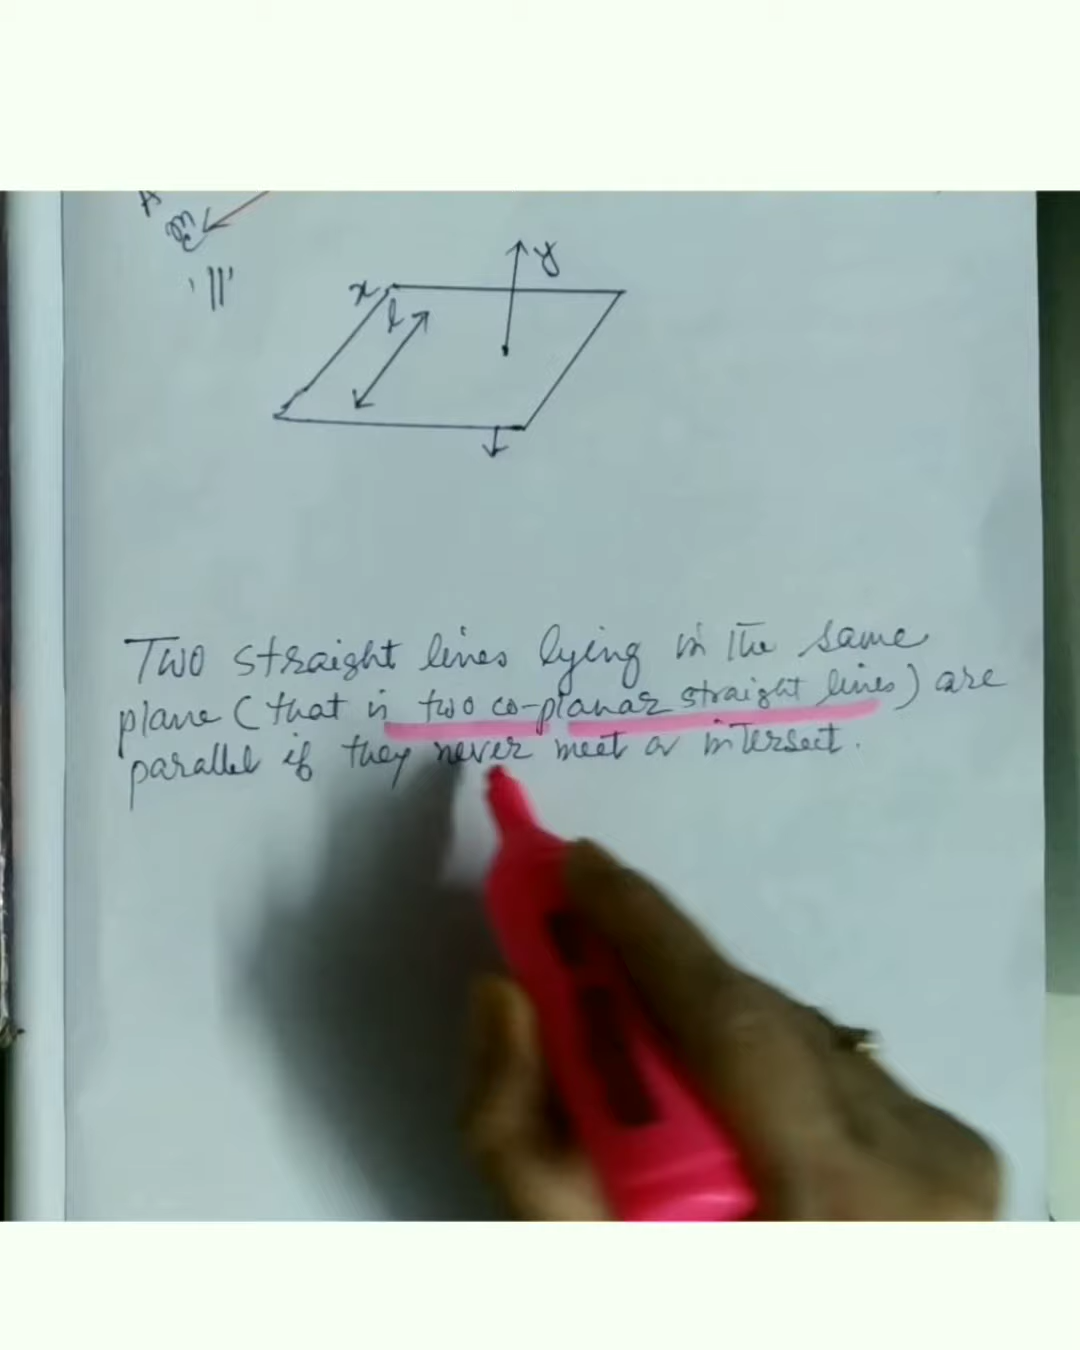 A
'||'
y
x
l
Two straight lines lying in the same
plane (that is two co-planar straight lines) are
parallel if they never meet or intersect.